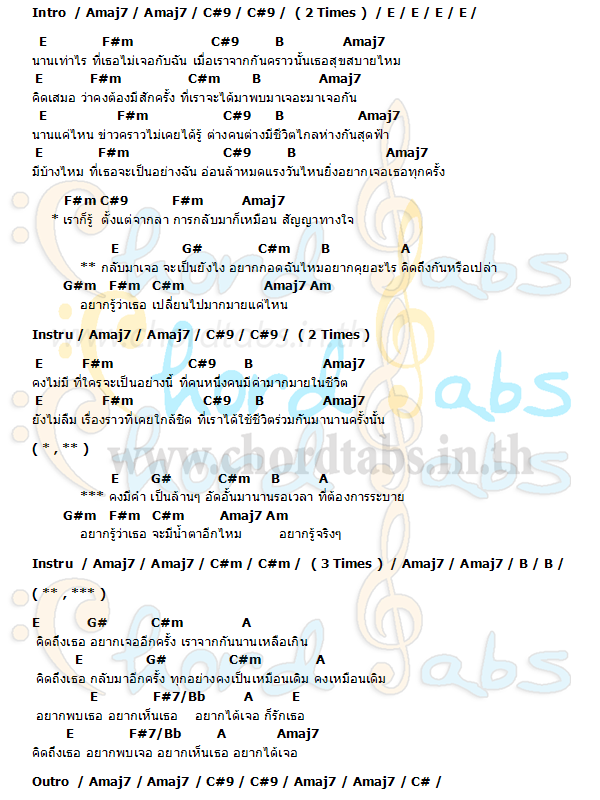 Intro / Amaj7 / Amaj7 / C#9 / C#9 / ( 2 Times ) / E / E / E / E /
E F#m C#9 B Amaj7
นานเท่าไร ที่เธอไม่เจอกับฉัน เมื่อเราจากกันคราวนั้นเธอสุขสบายไหม
E F#m C#m B Amaj7
คิดเสมอ ว่าคงต้องมีสักครั้ง ที่เราจะได้มาพบมาเจอะมาเจอกัน
E F#m C#9 B Amaj7
นานแค่ไหน ข่าวคราวไม่เคยได้รู้ ต่างคนต่างมีชีวิตไกลห่างกันสุดฟ้า
E F#m C#9 B Amaj7
มีบ้างไหม ที่เธอจะเป็นอย่างฉัน อ่อนล้าหมดแรงวันไหนยิ่งอยากเจอเธอทุกครั้ง
F#m C#9 F#m Amaj7
* เราก็รู้ ตั้งแต่จากลา การกลับมาก็เหมือน สัญญาทางใจ
E G# C#m B A
** กลับมาเจอ จะเป็นยังไง อยากกอดฉันไหมอยากคุยอะไร คิดถึงกันหรือเปล่า
G#m F#m C#m Amaj7 Am
อยากรู้ว่าเธอ เปลี่ยนไปมากมายแค่ไหน
Instru / Amaj7 / Amaj7 / C#9 / C#9 / ( 2 Times )
E F#m C#9 B Amaj7
คงไม่มี ที่ใครจะเป็นอย่างนี้ ที่คนหนึ่งคนมีค่ามากมายในชีวิต
E F#m C#9 B Amaj7
ยังไม่ลืม เรื่องราวที่เคยใกล้ชิด ที่เราได้ใช้ชีวิตร่วมกันมานานครั้งนั้น
( * , ** )
www.chordtabs.in.th
E G# C#m B A
*** คงมีคำ เป็นล้านๆ อัดอั้นมานานรอเวลา ที่ต้องการระบาย
G#m F#m C#m Amaj7 Am
อยากรู้ว่าเธอ จะมีน้ำตาอีกไหม อยากรู้จริงๆ
Instru / Amaj7 / Amaj7 / C#m / C#m / ( 3 Times ) / Amaj7 / Amaj7 / B / B /
( ** , *** )
E G# C#m A
คิดถึงเธอ อยากเจออีกครั้ง เราจากกันนานเหลือเกิน
E G# C#m A
คิดถึงเธอ กลับมาอีกครั้ง ทุกอย่างคงเป็นเหมือนเดิม คงเหมือนเดิม
E F#7/Bb A E
อยากพบเธอ อยากเห็นเธอ อยากได้เจอ ก็รักเธอ
E F#7/Bb A Amaj7
คิดถึงเธอ อยากพบเจอ อยากเห็นเธอ อยากได้เจอ
Outro / Amaj7 / Amaj7 / C#9 / C#9 / Amaj7 / Amaj7 / C# /